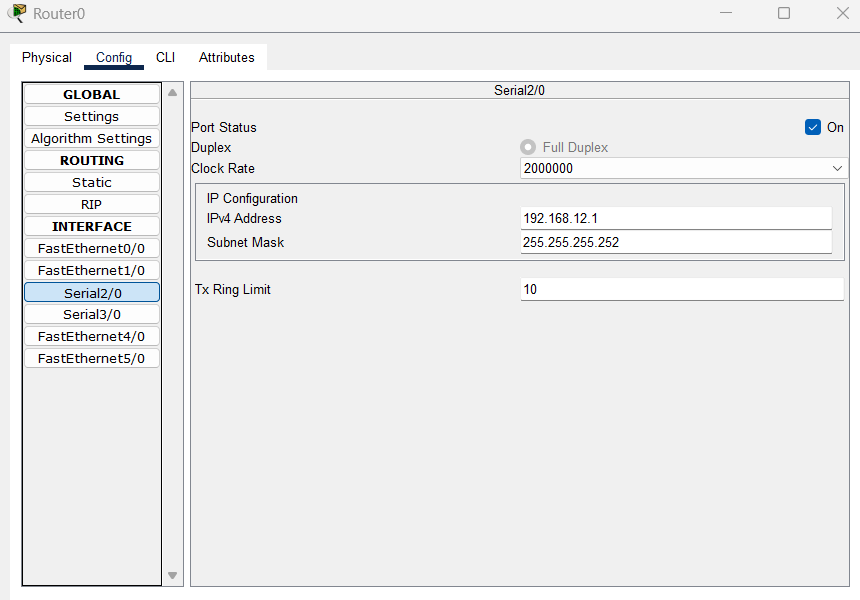 Router0
Physical Config CLI Attributes
GLOBAL
Settings
Algorithm Settings
ROUTING
Static
RIP
INTERFACE
FastEthernet0/0
FastEthernet1/0
Serial2/0
Serial3/0
FastEthernet4/0
FastEthernet5/0
Serial2/0
Port Status On
Duplex Full Duplex
Clock Rate 2000000
IP Configuration
IPv4 Address 192.168.12.1
Subnet Mask 255.255.255.252
Tx Ring Limit 10